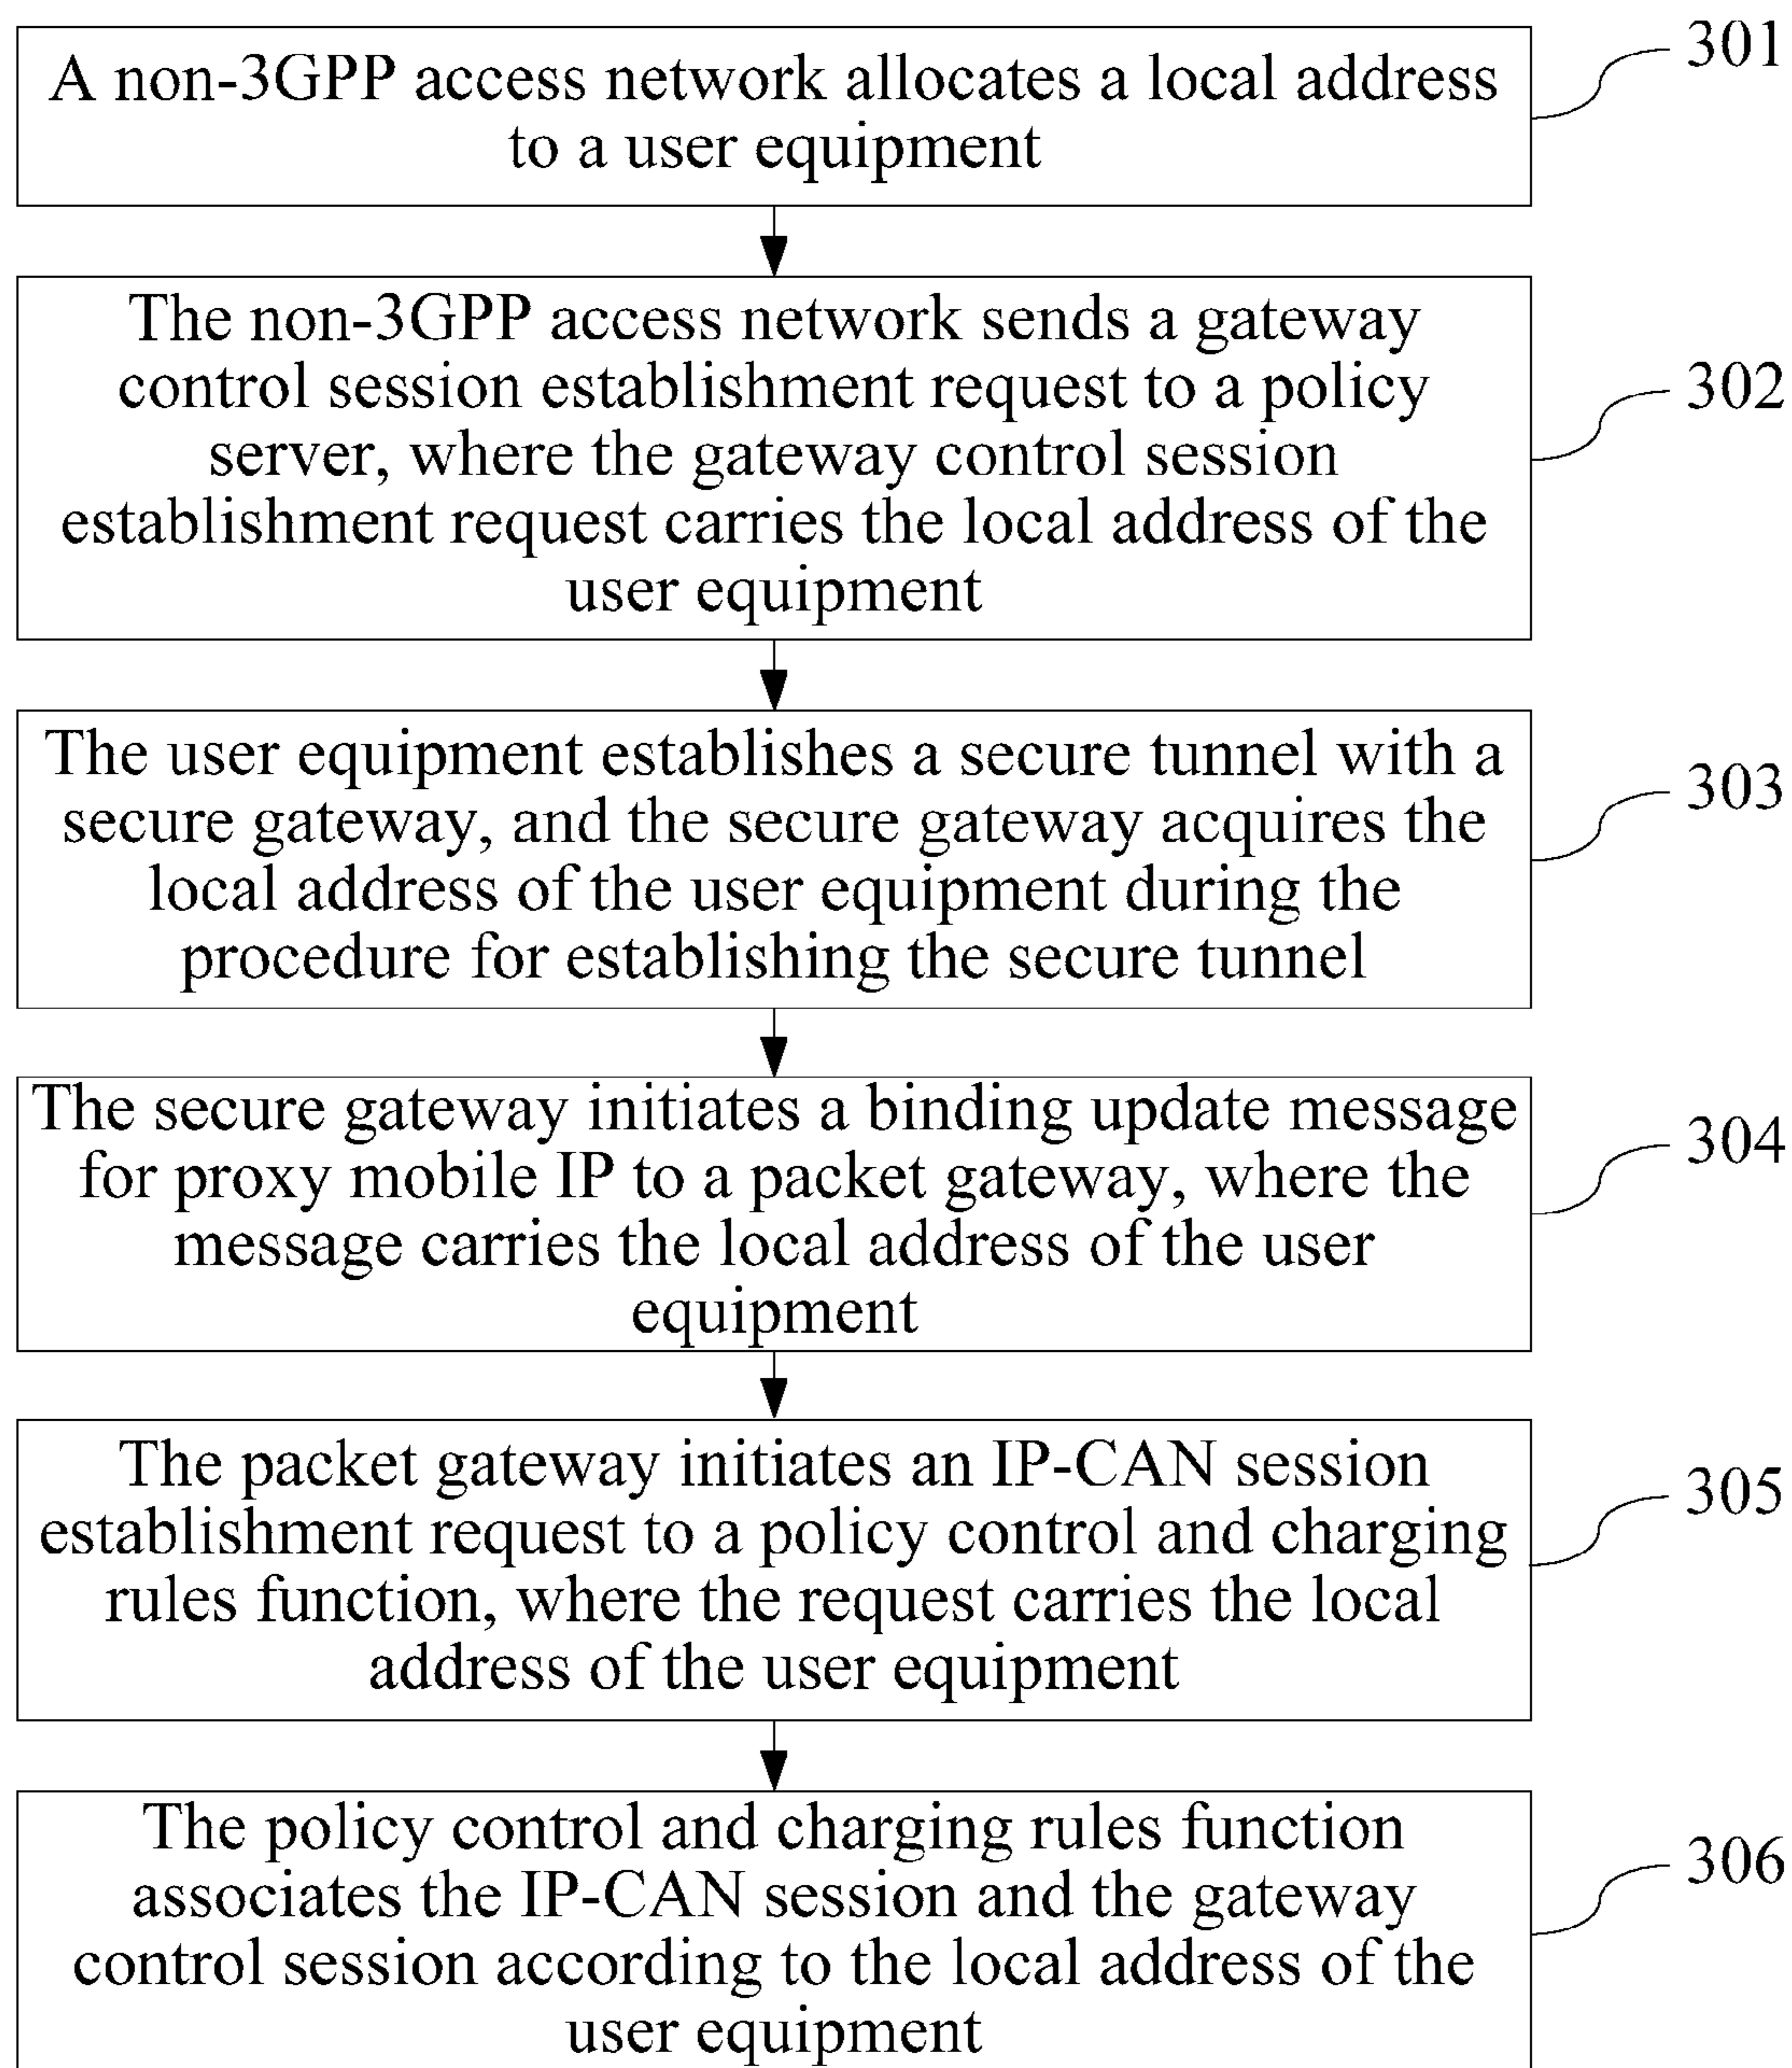 A non-3GPP access network allocates a local address
to a user equipment
301
The non-3GPP access network sends a gateway
control session establishment request to a policy
server, where the gateway control session
establishment request carries the local address of the
user equipment
302
The user equipment establishes a secure tunnel with a
secure gateway, and the secure gateway acquires the
local address of the user equipment during the
procedure for establishing the secure tunnel
303
The secure gateway initiates a binding update message
for proxy mobile IP to a packet gateway, where the
message carries the local address of the user
equipment
304
The packet gateway initiates an IP-CAN session
establishment request to a policy control and charging
rules function, where the request carries the local
address of the user equipment
305
The policy control and charging rules function
associates the IP-CAN session and the gateway
control session according to the local address of the
user equipment
306